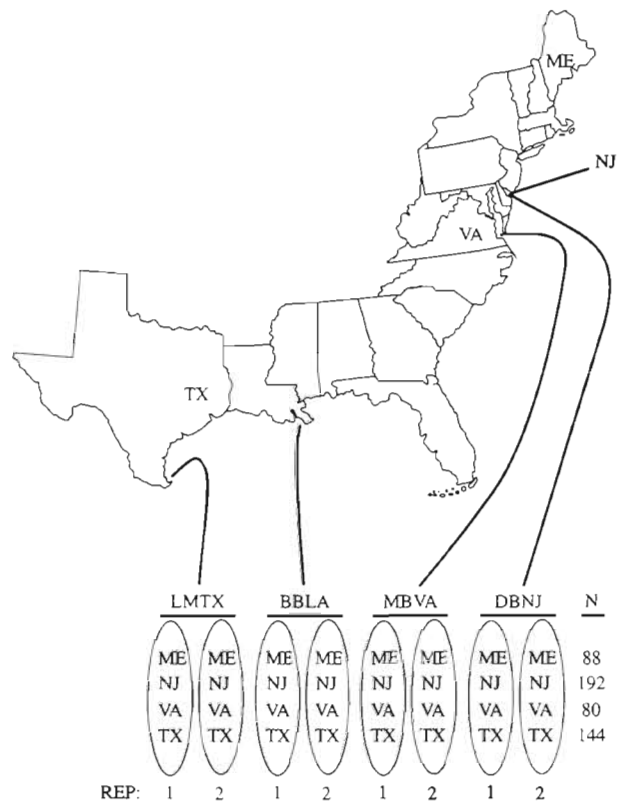 ME
NJ
VA
TX
LMTX BBLA MBVA DBNJ N
ME ME ME ME ME ME ME ME 88
NJ NJ NJ NJ NJ NJ NJ NJ 192
VA VA VA VA VA VA VA VA 80
TX TX TX TX TX TX TX TX 144
REP: 1 2 1 2 1 2 1 2